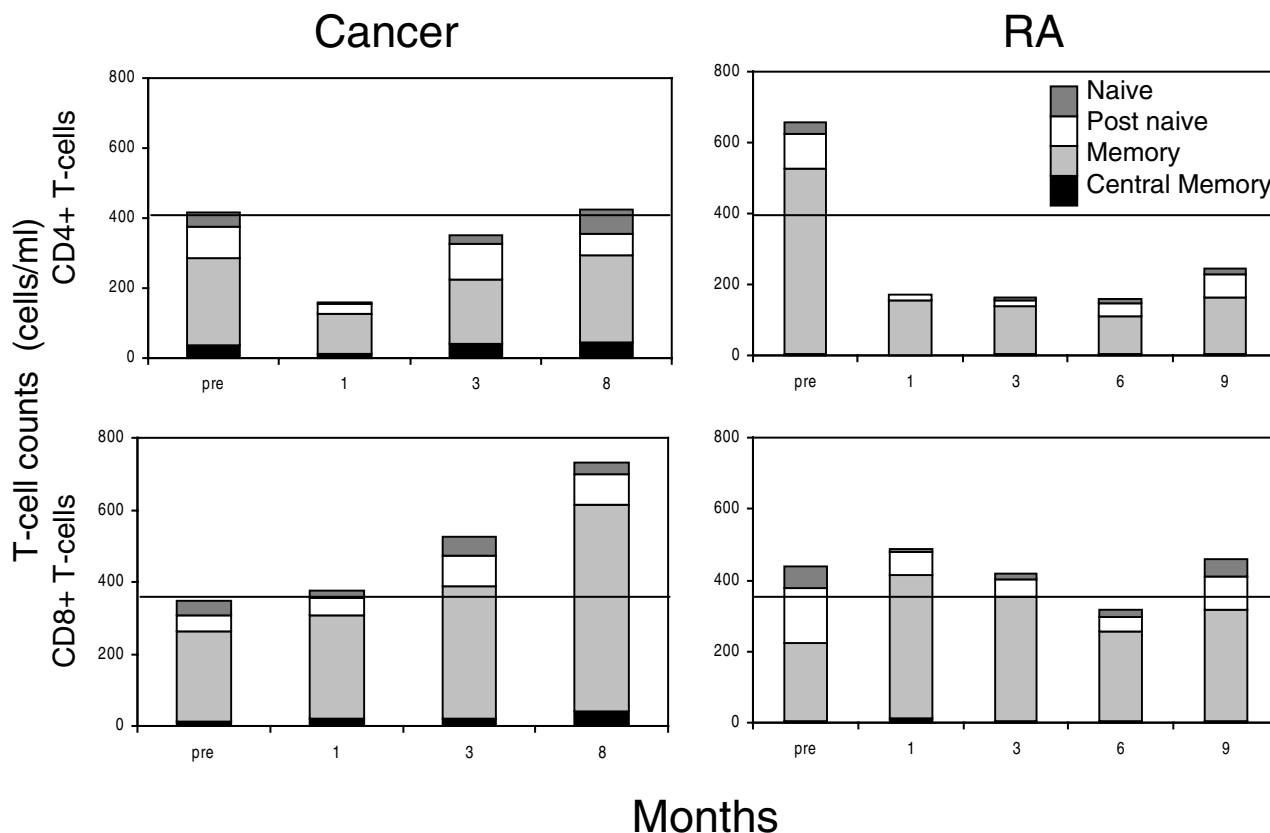 Cancer
RA
T-cell counts (cells/ml)
CD4+ T-cells
CD8+ T-cells
800
600
400
200
0
pre 1 3 8
800
600
400
200
0
Naive
Post naive
Memory
Central Memory
pre 1 3 6 9
800
600
400
200
0
pre 1 3 8
800
600
400
200
0
pre 1 3 6 9
Months